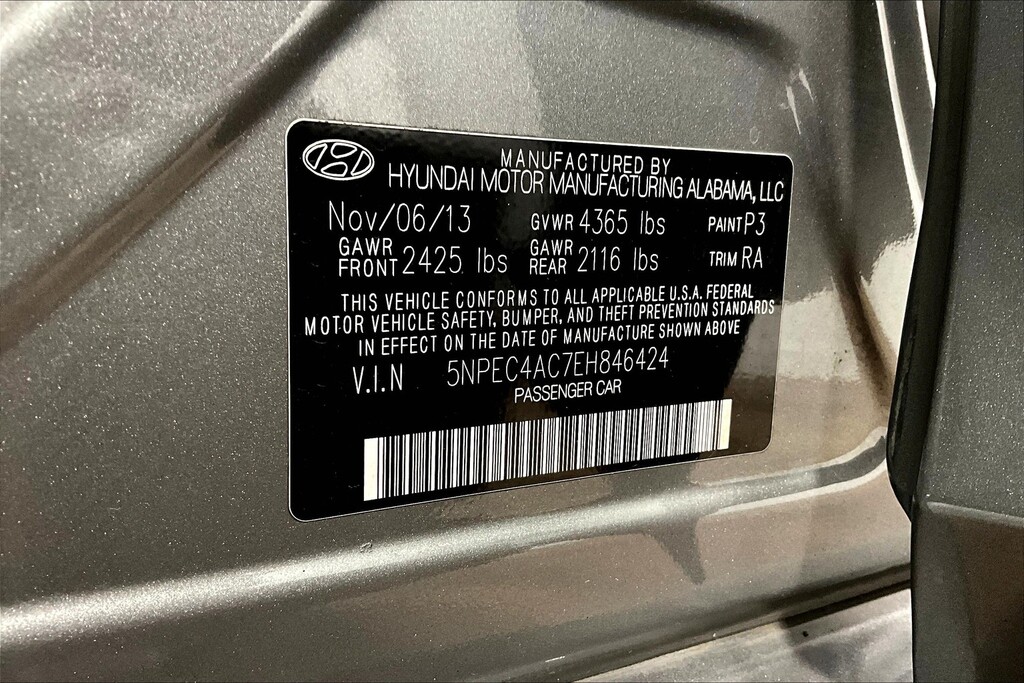 MANUFACTURED BY
HYUNDAI MOTOR MANUFACTURING ALABAMA, LLC
Nov/06/13 GVWR 4365 lbs PAINT P3
GAWR FRONT 2425 lbs GAWR REAR 2116 lbs TRIM RA
THIS VEHICLE CONFORMS TO ALL APPLICABLE U.S.A. FEDERAL
MOTOR VEHICLE SAFETY, BUMPER, AND THEFT PREVENTION STANDARDS
IN EFFECT ON THE DATE OF MANUFACTURE SHOWN ABOVE
V.I.N 5NPEC4AC7EH846424
PASSENGER CAR